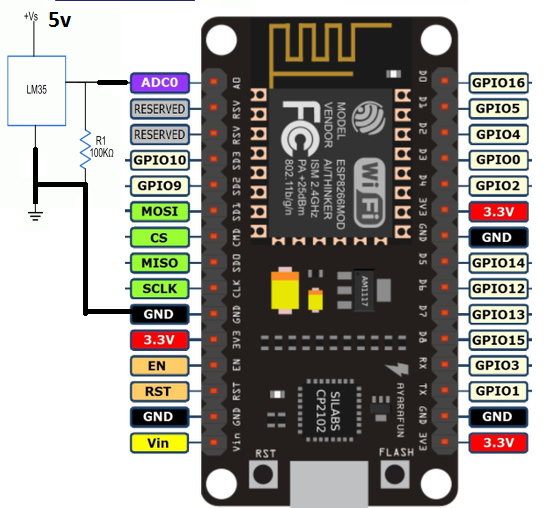 +Vs 5v
LM35
R1
100KΩ
ADC0
RESERVED
RESERVED
GPIO10
GPIO9
MOSI
CS
MISO
SCLK
GND
3.3V
EN
RST
GND
Vin
A0
RSV
RSV
SD3
SD2
SD1
CMD
SD0
CLK
GND
3V3
EN
RST
GND
Vin
MODEL
VENDOR
ESP8266MOD
AI/THINKER
ISM 2.4GHz
PA +25dBm
802.11b/g/n
FC
Wi Fi
AM1117
SILABS
CP2102
AYARAFUN
RST
FLASH
D0
D1
D2
D3
D4
3V3
GND
D5
D6
D7
D8
RX
TX
GND
3V3
GPIO16
GPIO5
GPIO4
GPIO0
GPIO2
3.3V
GND
GPIO14
GPIO12
GPIO13
GPIO15
GPIO3
GPIO1
GND
3.3V